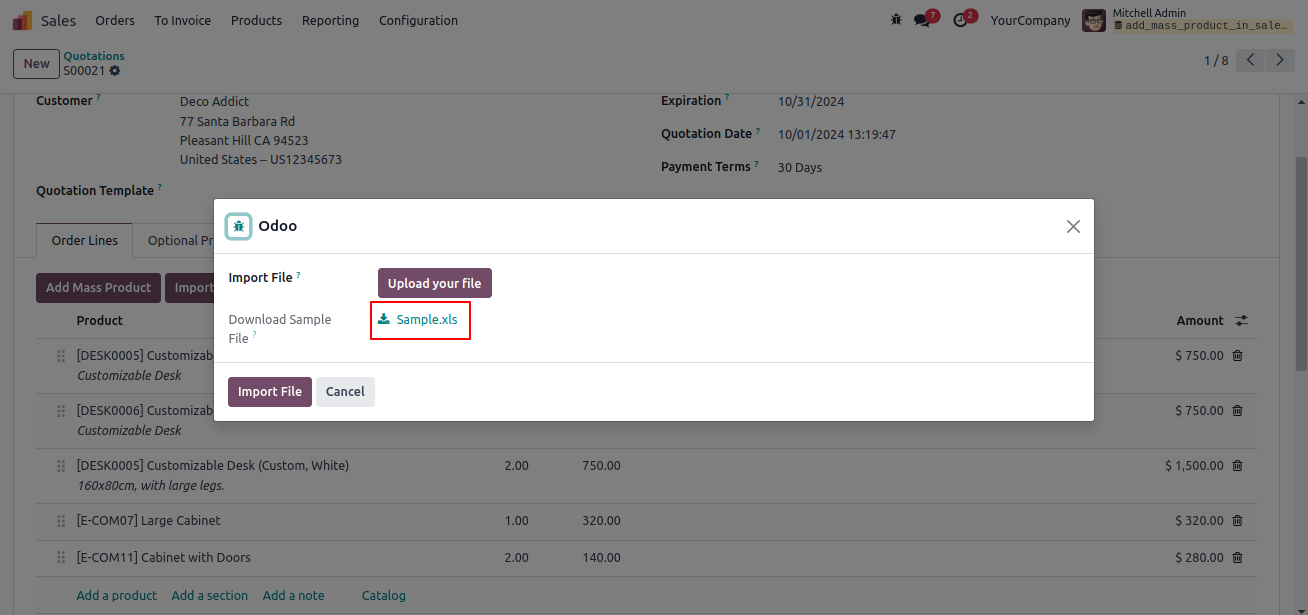 Sales Orders To Invoice Products Reporting Configuration 7 2 YourCompany Mitchell Admin
add_mass_product_in_sale…
New Quotations
S00021 1 / 8
Customer ? Deco Addict Expiration ? 10/31/2024
77 Santa Barbara Rd
Pleasant Hill CA 94523 Quotation Date ? 10/01/2024 13:19:47
United States – US12345673
Payment Terms ? 30 Days
Quotation Template ?
Odoo
Order Lines Optional Pr
Import File ? Upload your file
Add Mass Product Import
Download Sample File ? Sample.xls
Product Amount
[DESK0005] Customizab $ 750.00
Customizable Desk
Import File Cancel
[DESK0006] Customizab $ 750.00
Customizable Desk
[DESK0005] Customizable Desk (Custom, White) 2.00 750.00 $ 1,500.00
160x80cm, with large legs.
[E-COM07] Large Cabinet 1.00 320.00 $ 320.00
[E-COM11] Cabinet with Doors 2.00 140.00 $ 280.00
Add a product Add a section Add a note Catalog